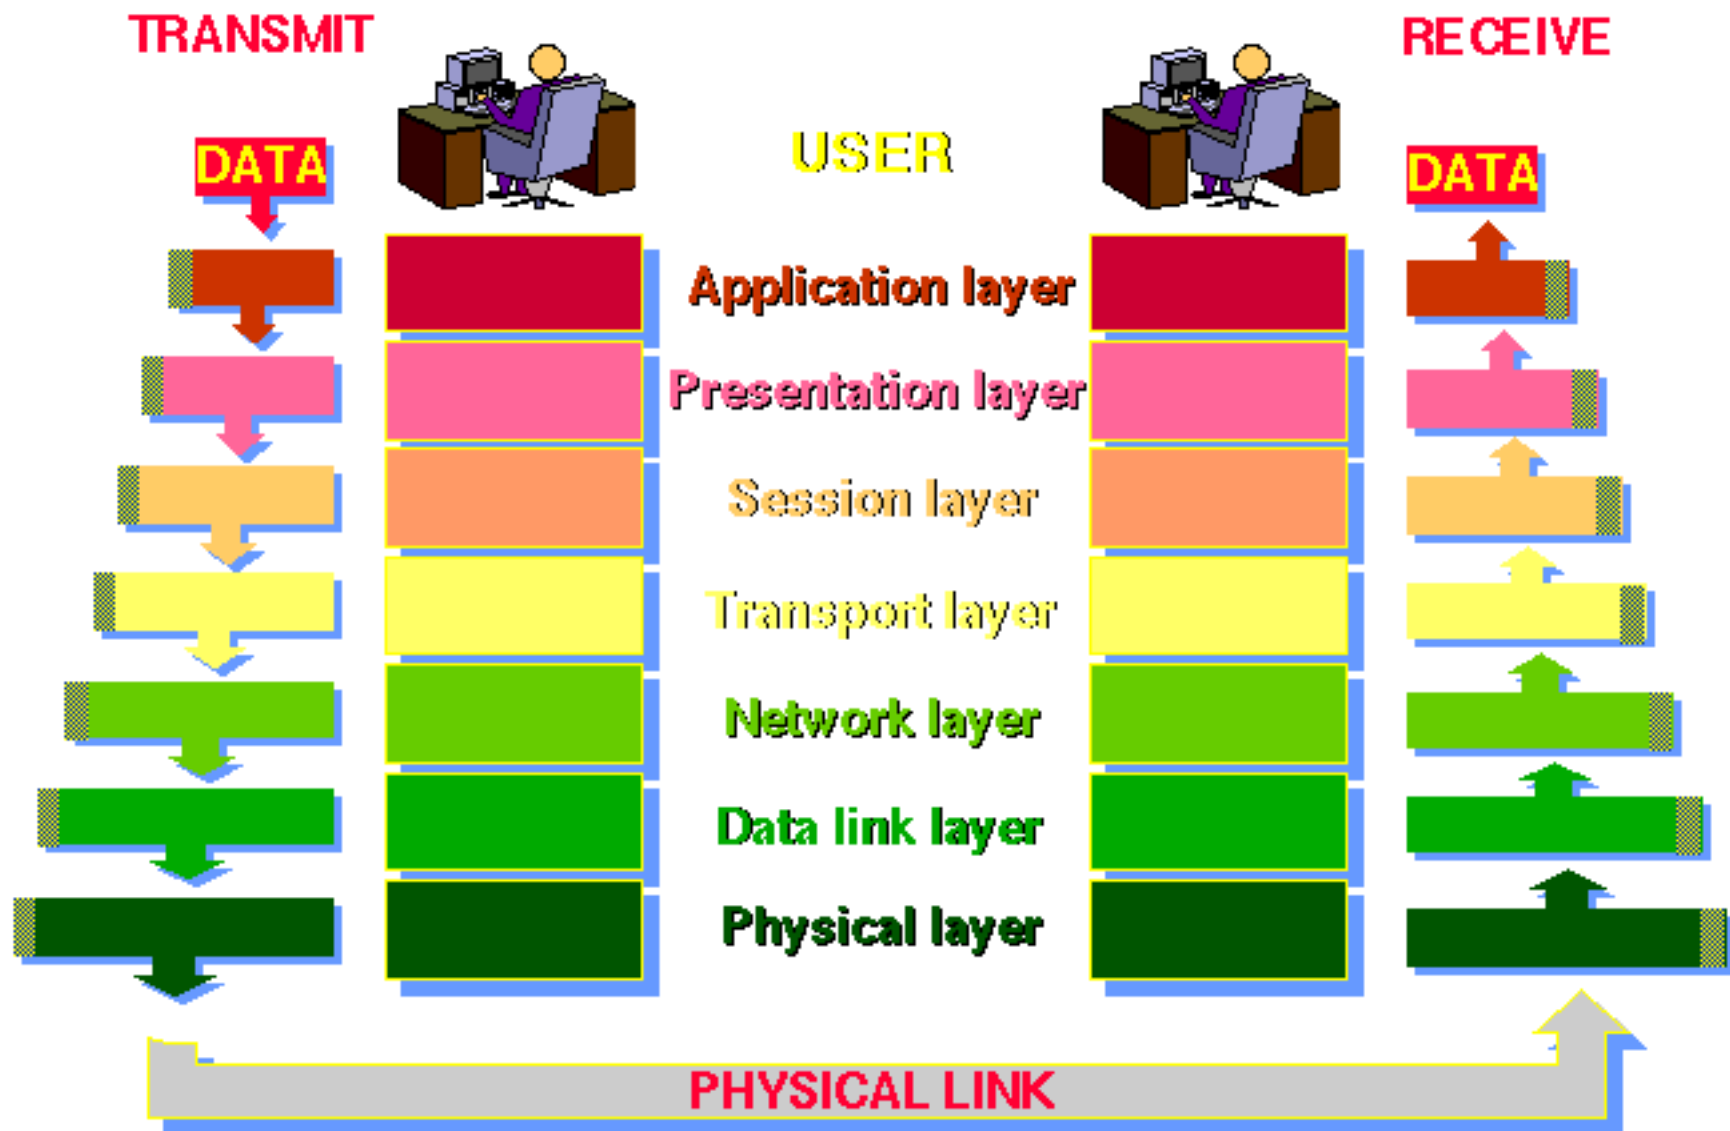 TRANSMIT
RECEIVE
USER
DATA
DATA
Application layer
Presentation layer
Session layer
Transport layer
Network layer
Data link layer
Physical layer
PHYSICAL LINK